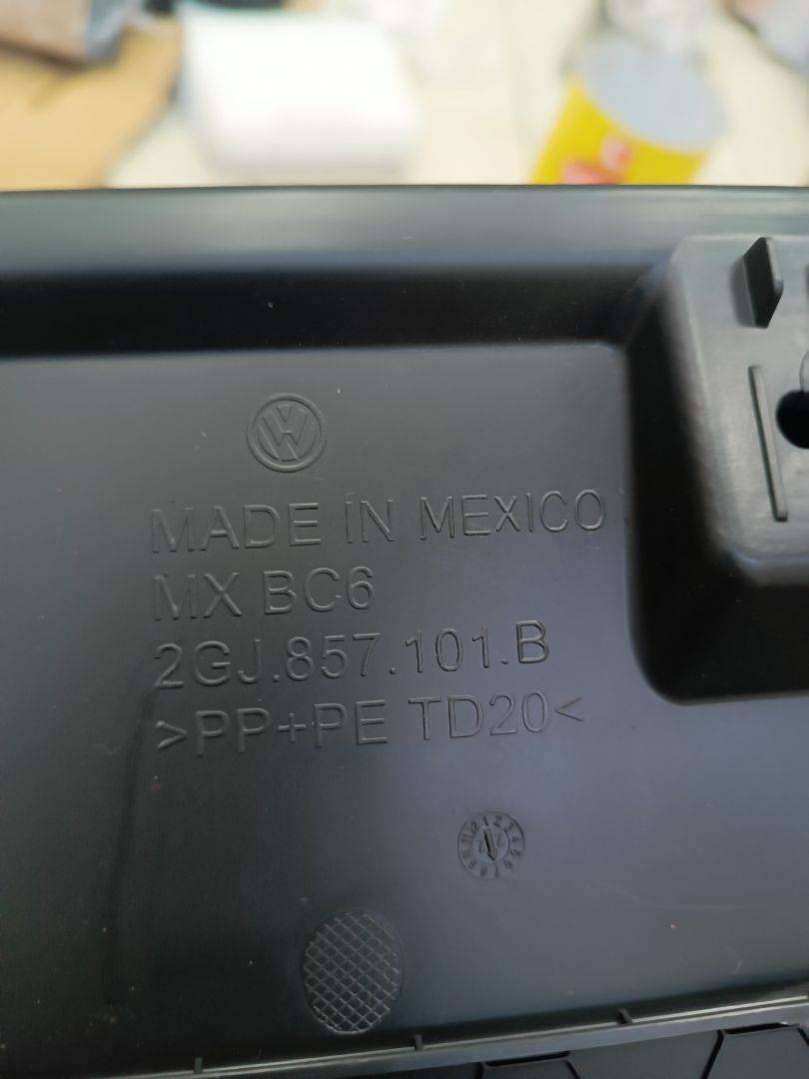 MADE IN MEXICO
MX BC6
2GJ.857.101.B
>PP+PE TD20<